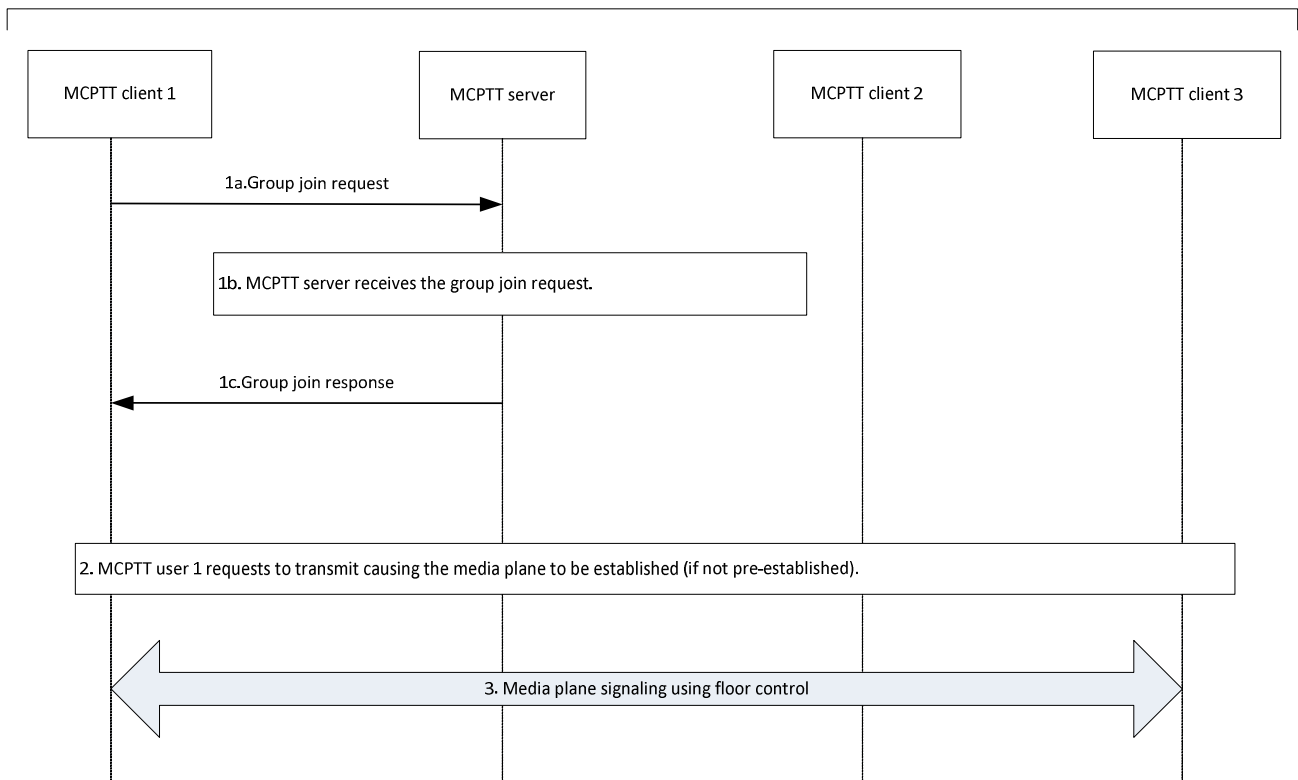 MCPTT client 1
MCPTT server
MCPTT client 2
MCPTT client 3
1a.Group join request
1b. MCPTT server receives the group join request.
1c.Group join response
2. MCPTT user 1 requests to transmit causing the media plane to be established (if not pre-established).
3. Media plane signaling using floor control